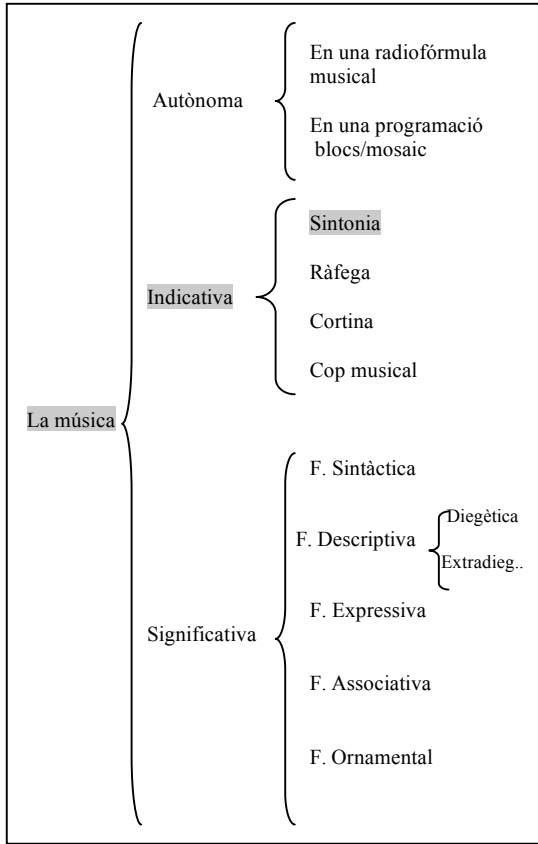 La música
Autònoma
En una radiofórmula
musical
En una programació
blocs/mosaic
Indicativa
Sintonia
Ràfega
Cortina
Cop musical
Significativa
F. Sintàctica
F. Descriptiva
Diegètica
Extradieg..
F. Expressiva
F. Associativa
F. Ornamental